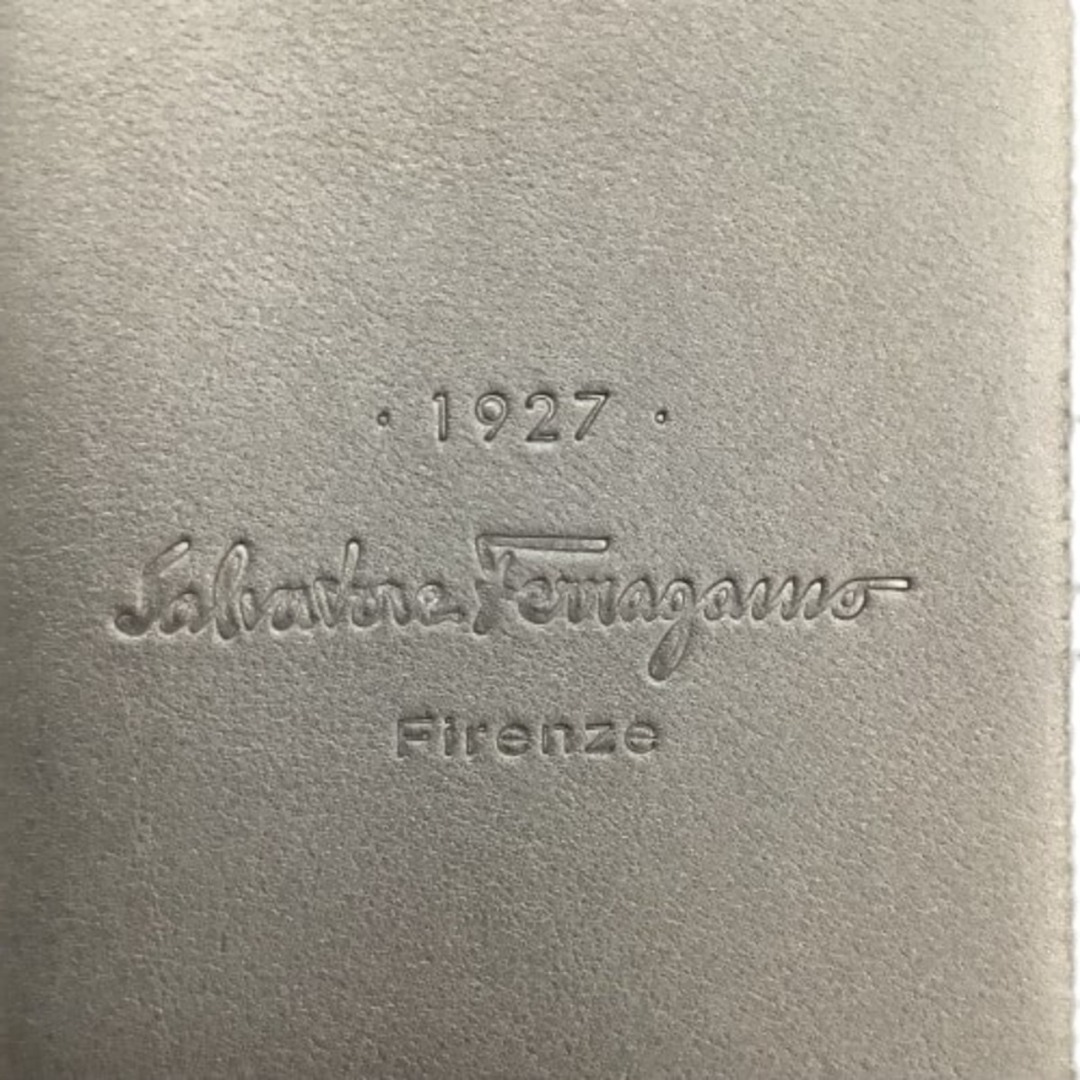 · 1927 ·
Salvatore Ferragamo
Firenze